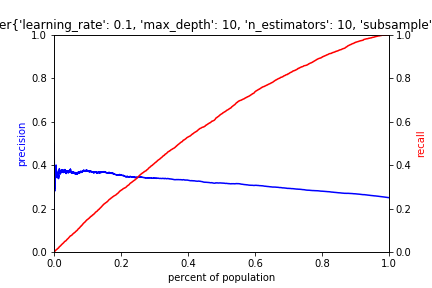 er{'learning_rate': 0.1, 'max_depth': 10, 'n_estimators': 10, 'subsample'
1.0 1.0
0.8 0.8
0.6 0.6
0.4 0.4
0.2 0.2
0.0 0.0
precision
recall
0.0 0.2 0.4 0.6 0.8 1.0
percent of population